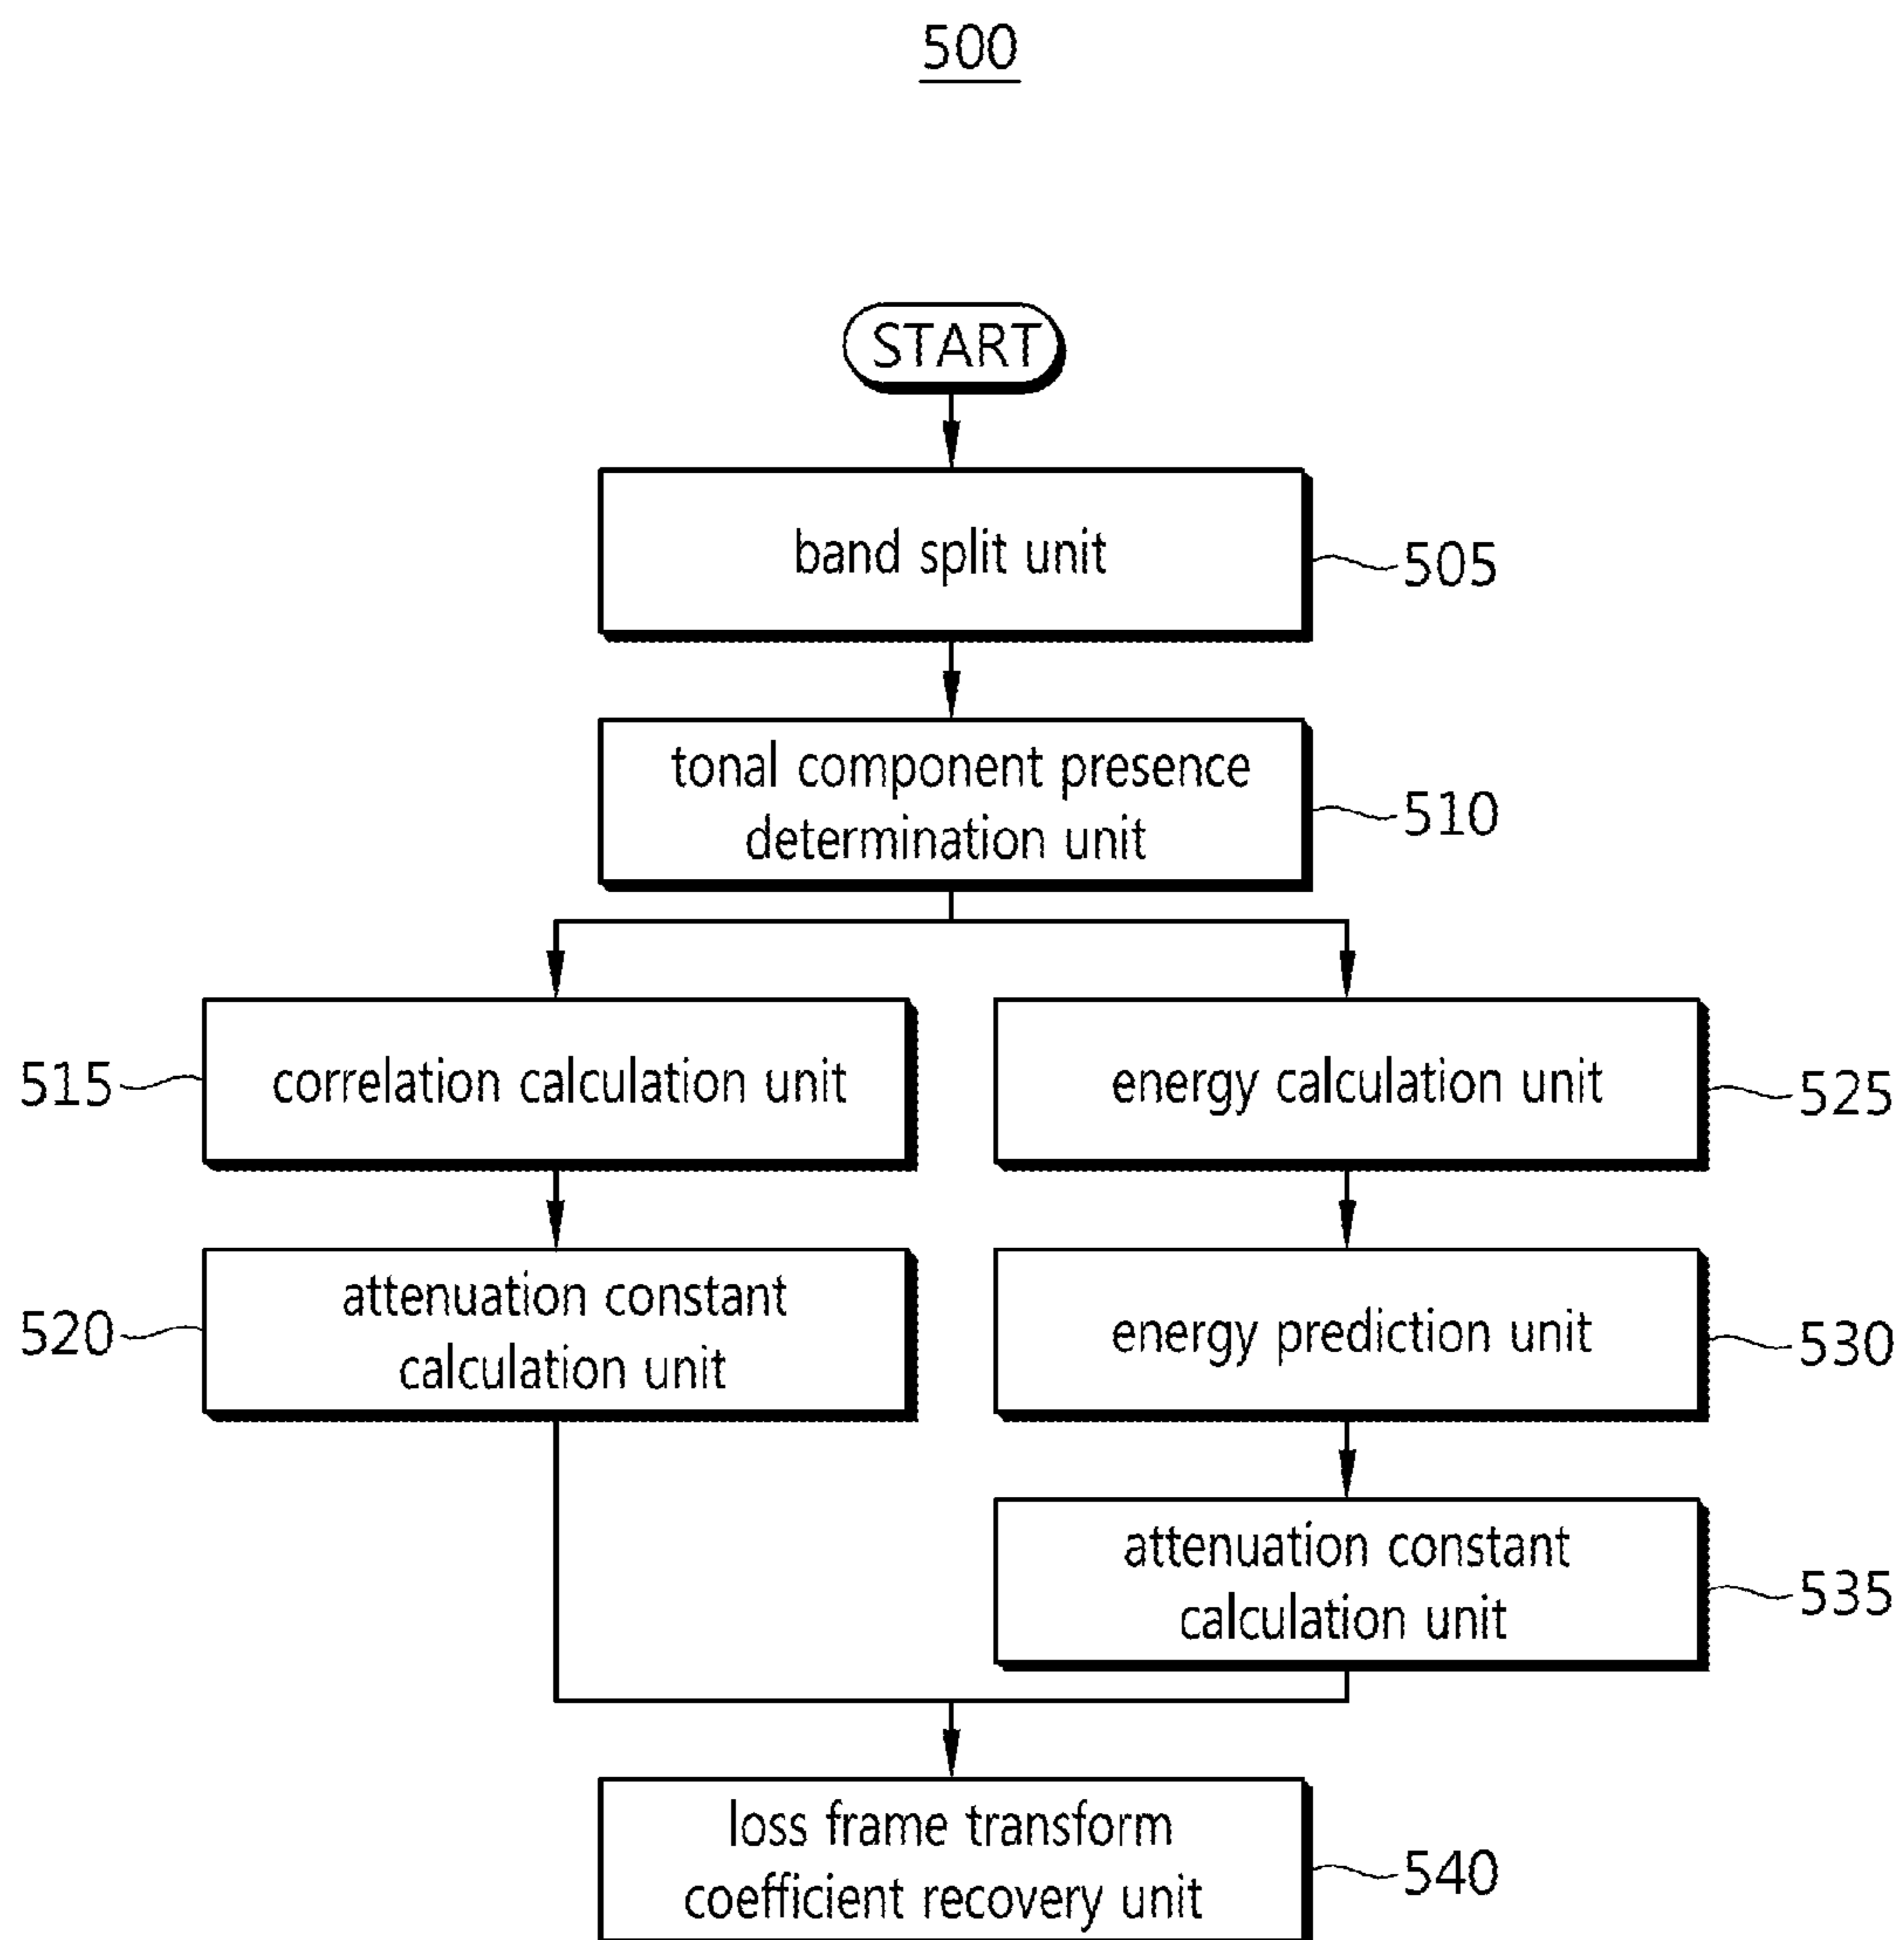 500
START
band split unit
505
tonal component presence
determination unit
510
515
correlation calculation unit
energy calculation unit
525
520
attenuation constant
calculation unit
energy prediction unit
530
attenuation constant
calculation unit
535
loss frame transform
coefficient recovery unit
540